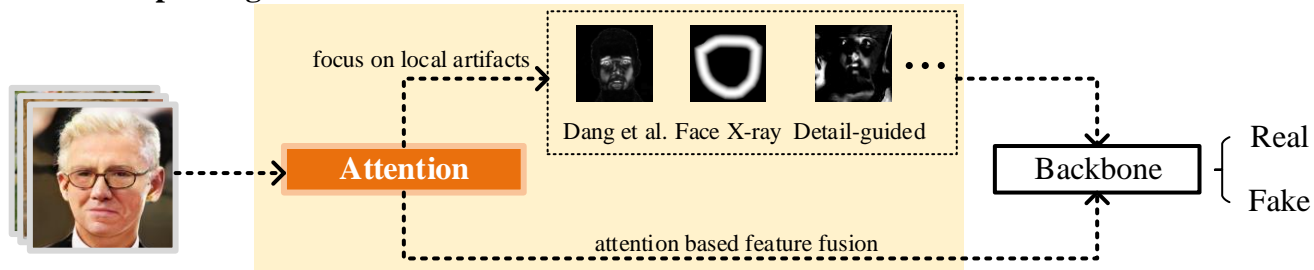 focus on local artifacts
Dang et al. Face X-ray Detail-guided
Attention
Backbone
Real
Fake
attention based feature fusion